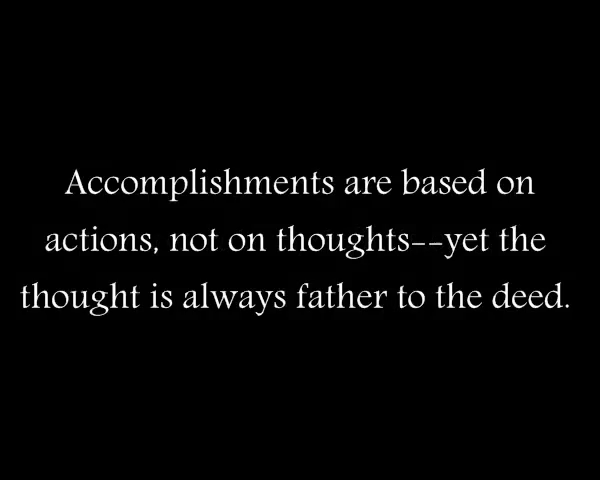 Accomplishments are based on
actions, not on thoughts--yet the
thought is always father to the deed.